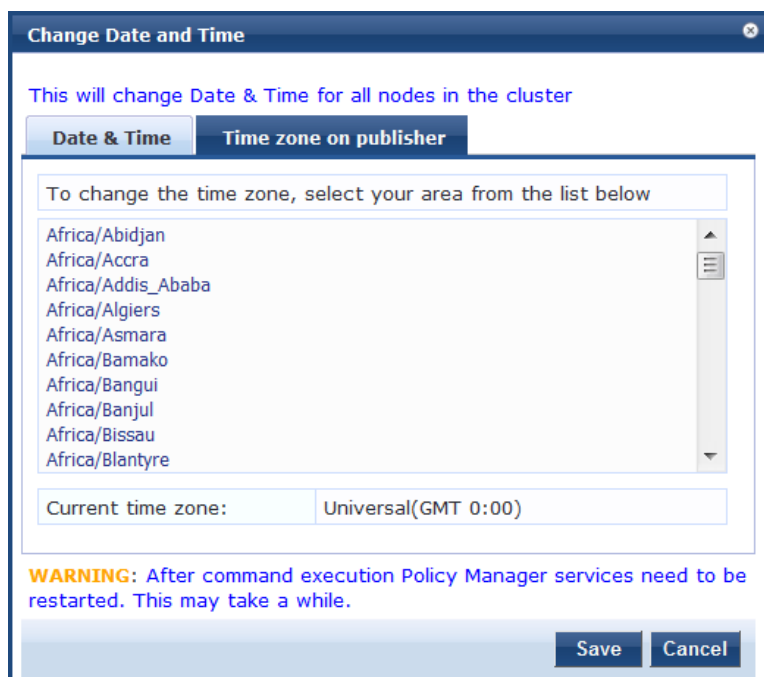 Change Date and Time
This will change Date & Time for all nodes in the cluster
Date & Time
Time zone on publisher
To change the time zone, select your area from the list below
Africa/Abidjan
Africa/Accra
Africa/Addis_Ababa
Africa/Algiers
Africa/Asmara
Africa/Bamako
Africa/Bangui
Africa/Banjul
Africa/Bissau
Africa/Blantyre
Current time zone: Universal(GMT 0:00)
WARNING: After command execution Policy Manager services need to be
restarted. This may take a while.
Save Cancel